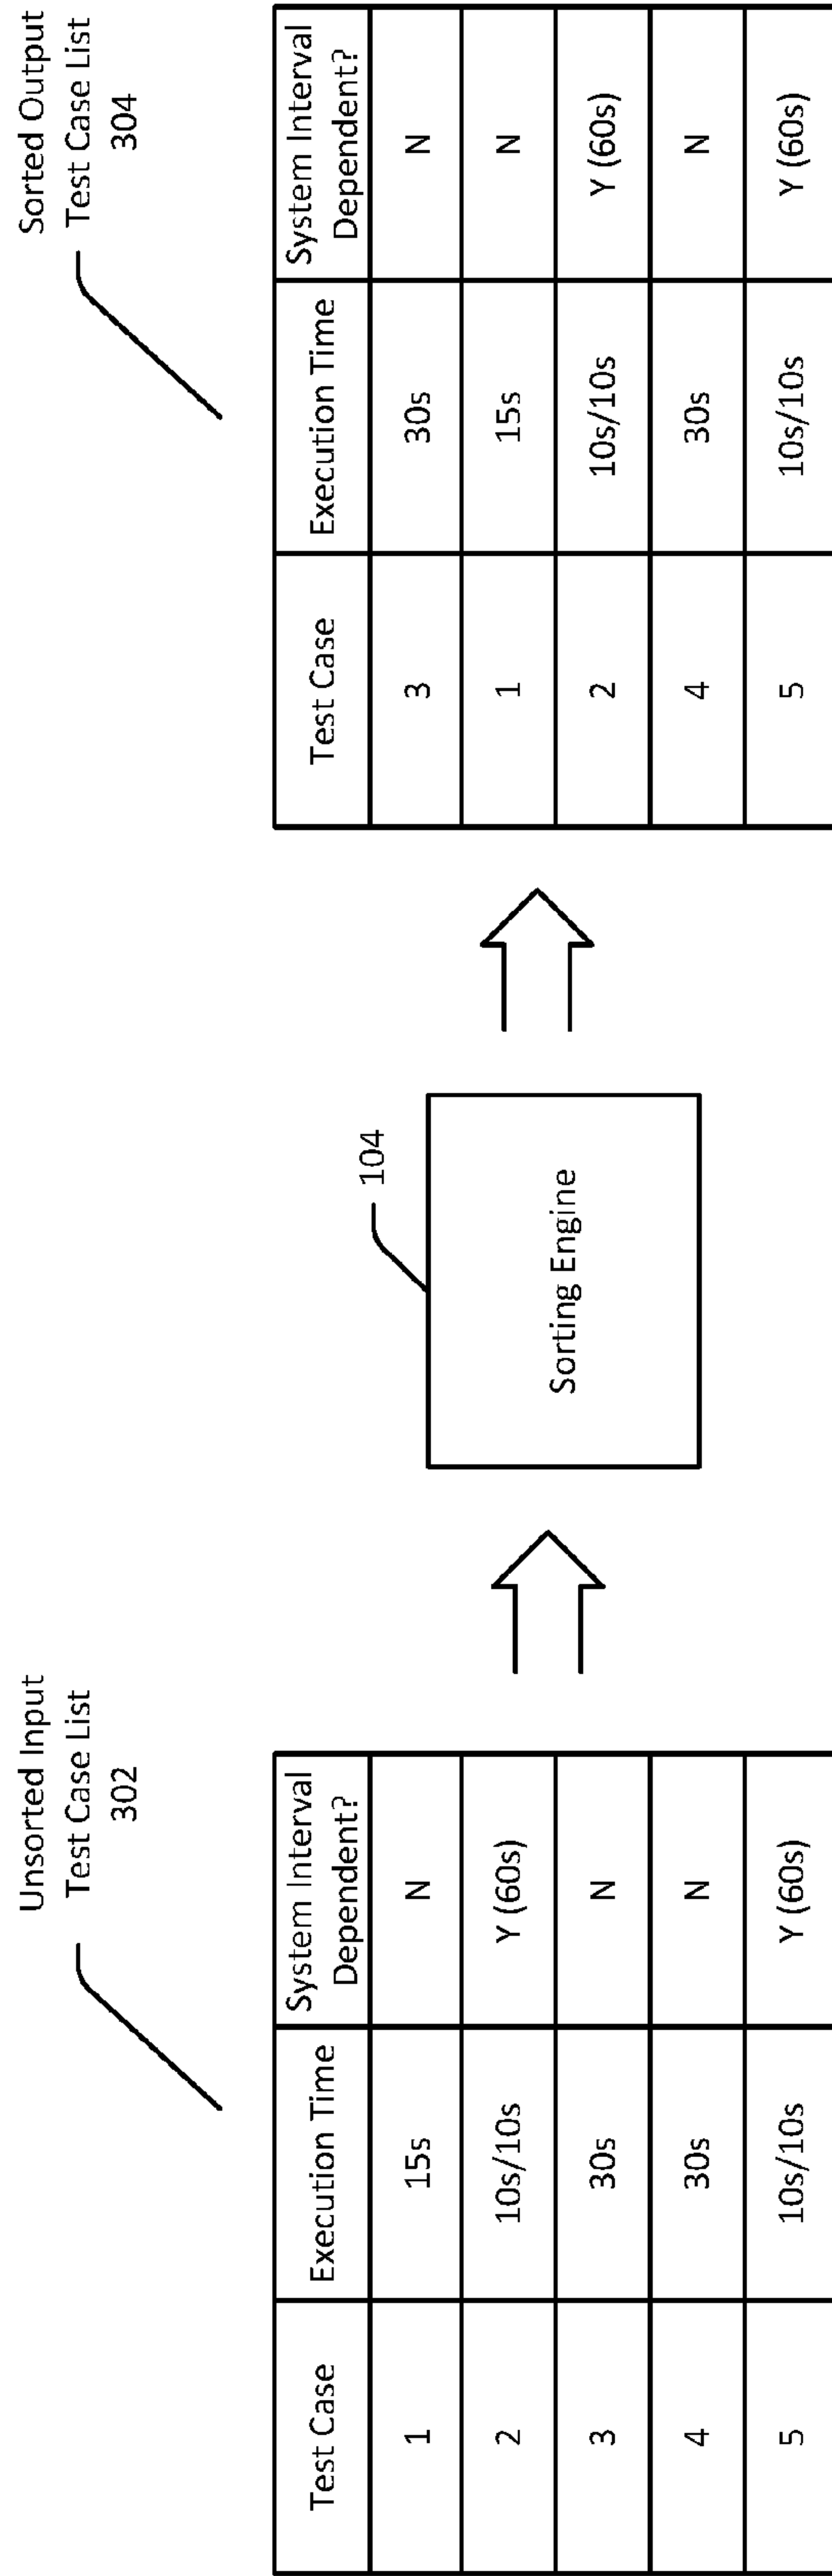 Unsorted Input
Test Case List
302
Test Case Execution Time System Interval
Dependent?
1 15s N
2 10s/10s Y (60s)
3 30s N
4 30s N
5 10s/10s Y (60s)
104
Sorting Engine
Sorted Output
Test Case List
304
Test Case Execution Time System Interval
Dependent?
3 30s N
1 15s N
2 10s/10s Y (60s)
4 30s N
5 10s/10s Y (60s)